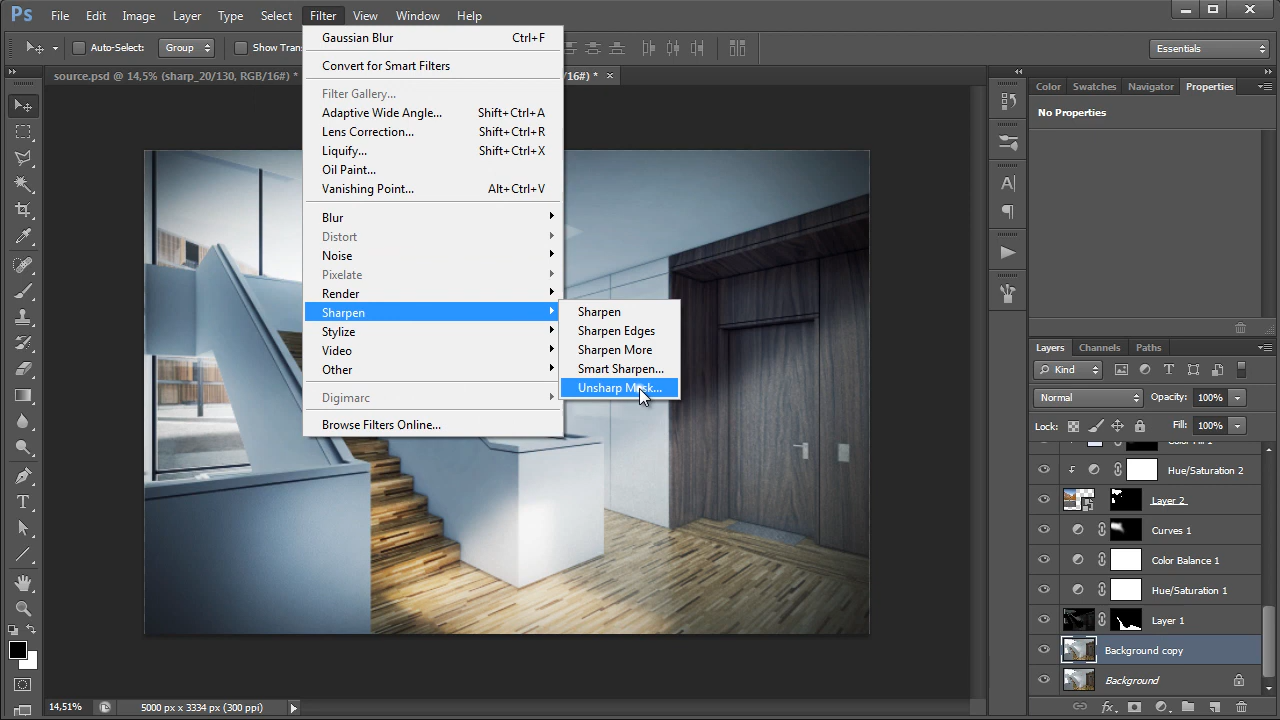 Ps File Edit Image Layer Type Select Filter View Window Help
Auto-Select: Group Show Tran
Essentials
source.psd @ 14,5% (sharp_20/130, RGB/16#) * /16#) *
Gaussian Blur Ctrl+F
Convert for Smart Filters
Filter Gallery...
Adaptive Wide Angle... Shift+Ctrl+A
Lens Correction... Shift+Ctrl+R
Liquify... Shift+Ctrl+X
Oil Paint...
Vanishing Point... Alt+Ctrl+V
Blur
Distort
Noise
Pixelate
Render
Sharpen
Stylize
Video
Other
Digimarc
Browse Filters Online...
Sharpen
Sharpen Edges
Sharpen More
Smart Sharpen...
Unsharp Mask...
Color Swatches Navigator Properties
No Properties
Layers Channels Paths
Kind
Normal Opacity: 100%
Lock: Fill: 100%
Color Fill 1
Hue/Saturation 2
Layer 2
Curves 1
Color Balance 1
Hue/Saturation 1
Layer 1
Background copy
Background
14,51% 5000 px x 3334 px (300 ppi)